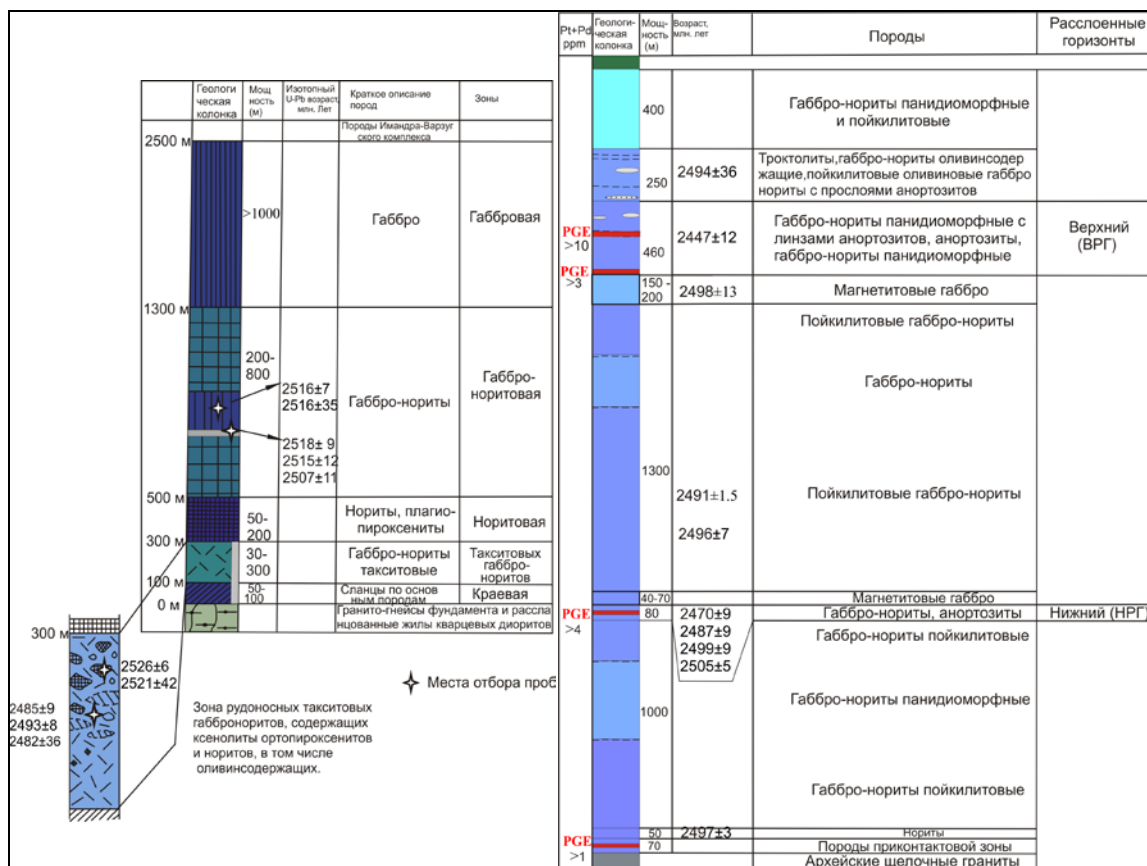 Геологи
ческая
колонка
Мощ
ность
(м)
Изотопный
U-Pb возраст,
млн. Лет
Краткое описание
пород
Зоны
Породы Имандра-Варзуг
ского комплекса
2500 м
>1000
Габбро
Габбровая
1300 м
200-
800
2516±7
2516±35
2518± 9
2515±12
2507±11
Габбро-нориты
Габбро-
норитовая
500 м
50-
200
Нориты, плагио-
пироксениты
Норитовая
300 м
30-
300
Габбро-нориты
такситовые
Такситовых
габбро-
норитов
100 м
50-
100
Сланцы по основ
ным породам
Краевая
0 м
Гранито-гнейсы фундамента и рассла
нцованные жилы кварцевых диоритов
300 м
2526±6
2521±42
2485±9
2493±8
2482±36
Места отбора проб
Зона рудоносных такситовых
габброноритов, содержащих
ксенолиты ортопироксенитов
и норитов, в том числе
оливинсодержащих.
Pt+Pd
ppm
Геологи-
ческая
колонка
Мощ-
ность
(м)
Возраст,
млн. лет
Породы
Расслоенные
горизонты
400
Габбро-нориты панидиоморфные
и пойкилитовые
250
2494±36
Троктолиты,габбро-нориты оливинсодер
жащие,пойкилитовые оливиновые габбро
нориты с прослоями анортозитов
PGE
>10
460
2447±12
Габбро-нориты панидиоморфные с
линзами анортозитов, анортозиты,
габбро-нориты панидиоморфные
Верхний
(ВРГ)
PGE
>3
150 -
200
2498±13
Магнетитовые габбро
Пойкилитовые габбро-нориты
Габбро-нориты
1300
2491±1.5
2496±7
Пойкилитовые габбро-нориты
40-70
Магнетитовые габбро
PGE
>4
80
2470±9
2487±9
2499±9
2505±5
Габбро-нориты, анортозиты
Нижний (НРГ)
Габбро-нориты пойкилитовые
1000
Габбро-нориты панидиоморфные
Габбро-нориты пойкилитовые
50
2497±3
Нориты
PGE
>1
70
Породы приконтактовой зоны
Архейские щелочные граниты